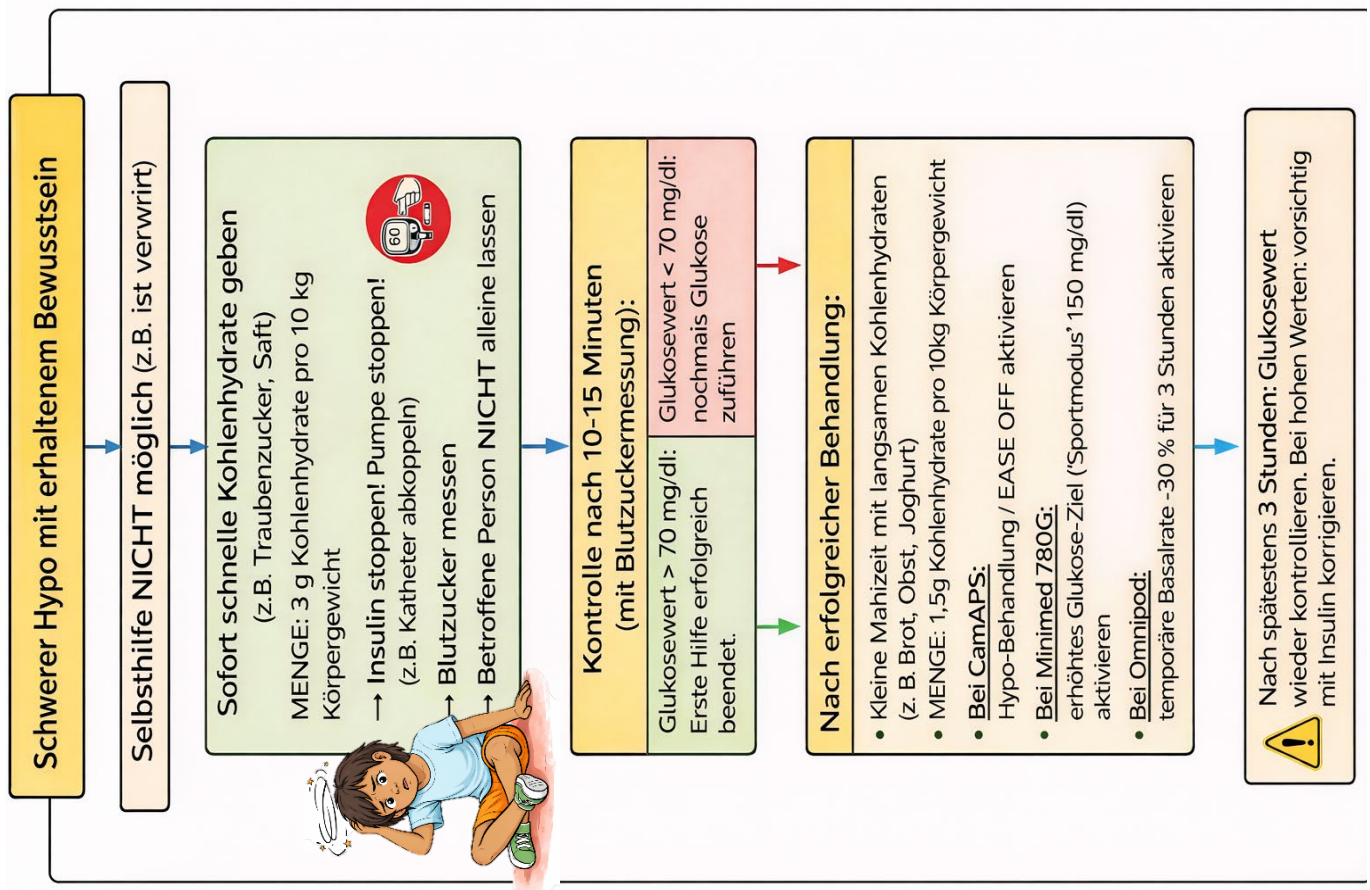 Schwerer Hypo mit erhaltenem Bewusstsein
Selbsthilfe NICHT möglich (z.B. ist verwrirt)
Sofort schnelle Kohlenhydrate geben
(z.B. Traubenzucker, Saft)
MENGE: 3 g Kohlenhydrate pro 10 kg
Körpergewicht
→ Insulin stoppen! Pumpe stoppen!
(z.B. Katheter abkoppeln)
→ Blutzucker messen
→ Betroffene Person NICHT alleine lassen
60
Kontrolle nach 10-15 Minuten
(mit Blutzuckermessung):
Glukosewert > 70 mg/dl:
Erste Hilfe erfolgreich
beendet.
Glukosewert < 70 mg/dl:
nochmals Glukose
zuführen
Nach erfolgreicher Behandlung:
• Kleine Mahizeit mit langsamen Kohlenhydraten
(z. B. Brot, Obst, Joghurt)
• MENGE: 1,5g Kohlenhydrate pro 10kg Körpergewicht
• Bei CamAPS:
Hypo-Behandlung / EASE OFF aktivieren
• Bei Minimed 780G:
erhöhtes Glukose-Ziel (‘Sportmodus’ 150 mg/dl)
aktivieren
• Bei Omnipod:
temporäre Basalrate -30 % für 3 Stunden aktivieren
Nach spätestens 3 Stunden: Glukosewert
wieder kontrollieren. Bei hohen Werten: vorsichtig
mit Insulin korrigieren.